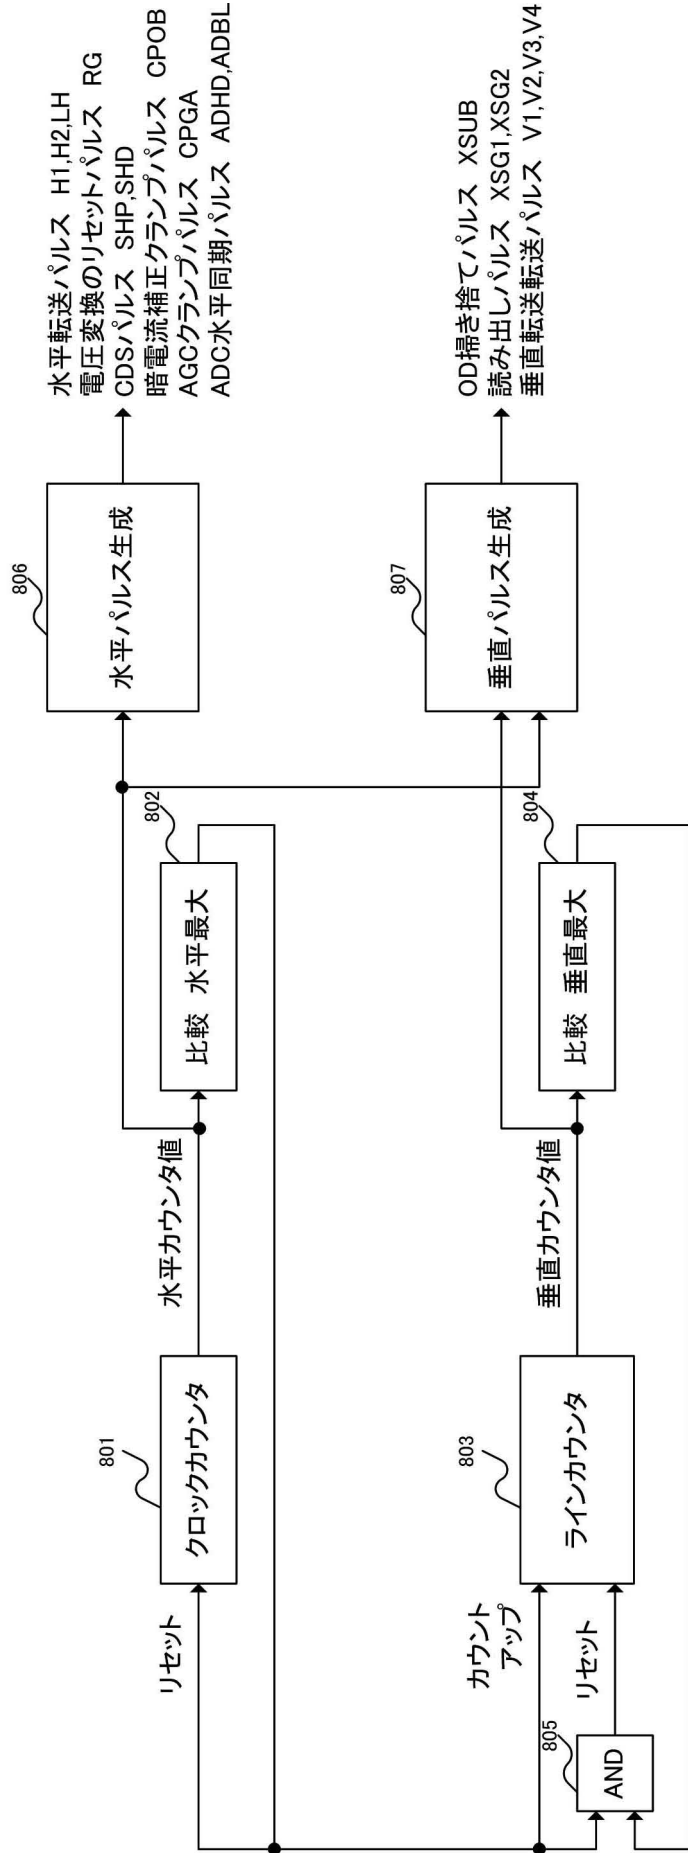 水平転送パルス H1,H2,LH
電圧変換のリセットパルス RG
CDSパルス SHP,SHD
暗電流補正クランプパルス CPOB
AGCクランプパルス CPGA
ADC水平同期パルス ADHD,ADBL
806
水平パルス生成
802
比較 水平最大
水平カウンタ値
801
クロックカウンタ
リセット
OD掃き捨てパルス XSUB
読み出しパルス XSG1,XSG2
垂直転送転送パルス V1,V2,V3,V4
807
垂直パルス生成
804
比較 垂直最大
垂直カウンタ値
803
ラインカウンタ
カウント
アップ
リセット
805
AND